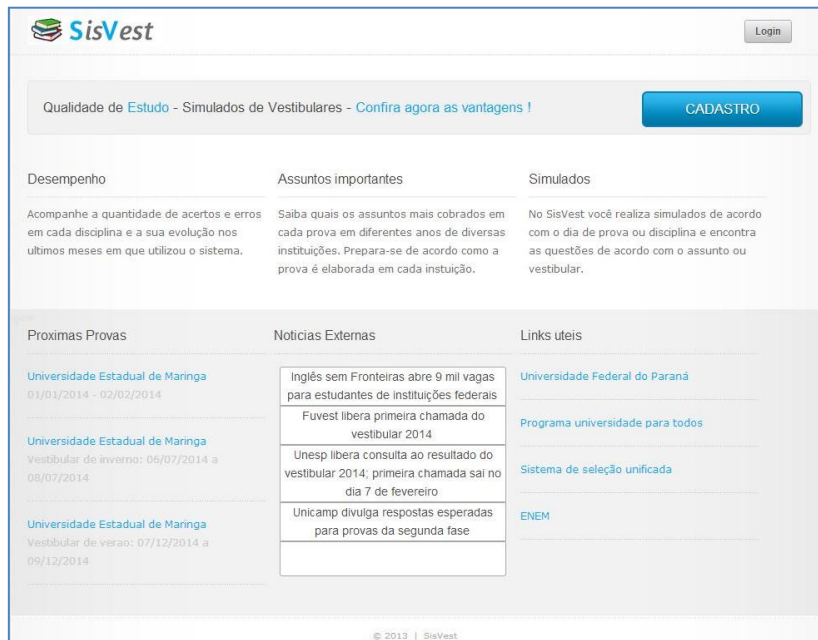 SisVest
Login
Qualidade de Estudo - Simulados de Vestibulares - Confira agora as vantagens !
CADASTRO
Desempenho
Acompanhe a quantidade de acertos e erros
em cada disciplina e a sua evolução nos
ultimos meses em que utilizou o sistema.
Assuntos importantes
Saiba quais os assuntos mais cobrados em
cada prova em diferentes anos de diversas
instituições. Prepara-se de acordo como a
prova é elaborada em cada instuição.
Simulados
No SisVest você realiza simulados de acordo
com o dia de prova ou disciplina e encontra
as questões de acordo com o assunto ou
vestibular.
Proximas Provas
Universidade Estadual de Maringa
01/01/2014 - 02/02/2014
Universidade Estadual de Maringa
Vestibular de inverno: 06/07/2014 a
08/07/2014
Universidade Estadual de Maringa
Vestibular de verao: 07/12/2014 a
09/12/2014
Noticias Externas
Inglês sem Fronteiras abre 9 mil vagas
para estudantes de instituições federais
Fuvest libera primeira chamada do
vestibular 2014
Unesp libera consulta ao resultado do
vestibular 2014; primeira chamada sai no
dia 7 de fevereiro
Unicamp divulga respostas esperadas
para provas da segunda fase
Links uteis
Universidade Federal do Paraná
Programa universidade para todos
Sistema de seleção unificada
ENEM
© 2013 | SisVest